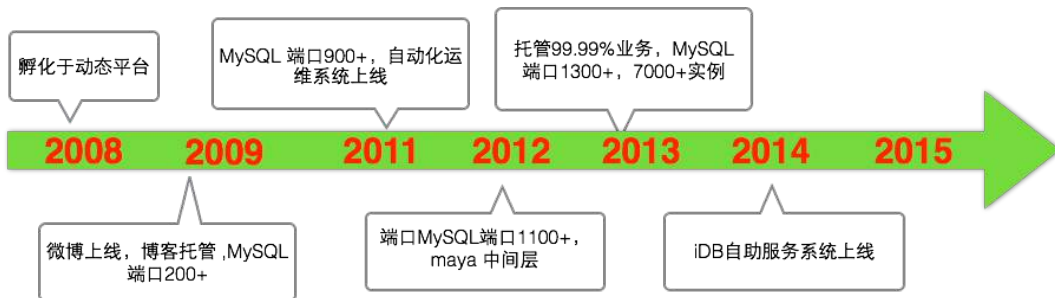 孵化于动态平台
MySQL 端口900+，自动化运
维系统上线
托管99.99%业务，MySQL
端口1300+，7000+实例
2008
2009
2011
2012
2013
2014
2015
微博上线，博客托管 ,MySQL
端口200+
端口MySQL端口1100+，
maya 中间层
iDB自助服务系统上线